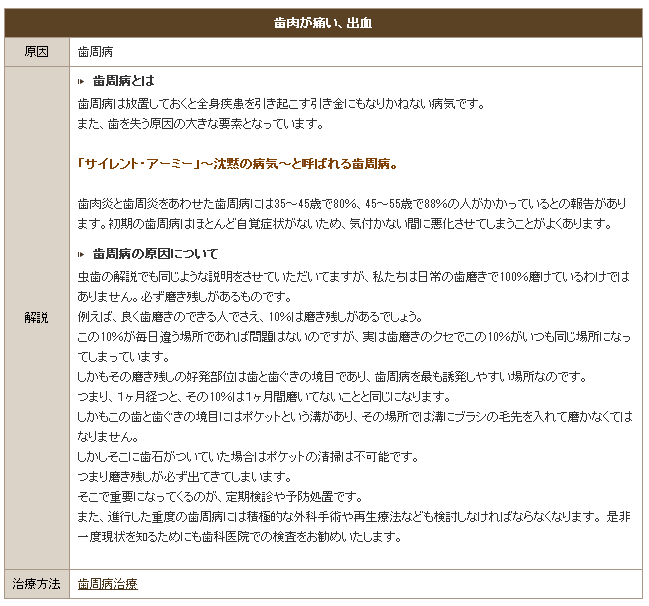 歯肉が痛い、出血
原因
歯周病
解説
歯周病とは
歯周病は放置しておくと全身疾患を引き起こす引き金にもなりかねない病気です。
また、歯を失う原因の大きな要素となっています。
「サイレント・アーミー」～沈黙の病気～と呼ばれる歯周病。
歯肉炎と歯周炎をあわせた歯周病には35～45歳で80%、45～55歳で88%の人がかかっているとの報告があり
ます。初期の歯周病はほとんど自覚症状がないため、気付かない間に悪化させてしまうことがよくあります。
歯周病の原因について
虫歯の解説でも同じような説明をさせていただいてますが、私たちは日常の歯磨きで100%磨けているわけでは
ありません。必ず磨き残しがあるものです。
例えば、良く歯磨きのできる人でさえ、10%は磨き残しがあるでしょう。
この10%が毎日違う場所であれば問題はないのですが、実は歯磨きのクセでこの10%がいつも同じ場所になっ
てしまっています。
しかもその磨き残しの好発部位は歯と歯ぐきの境目であり、歯周病を最も誘発しやすい場所なのです。
つまり、1ヶ月経つと、その10%は1ヶ月間磨いてないことと同じになります。
しかもこの歯と歯ぐきの境目にはポケットという溝があり、その場所では溝にブラシの毛先を入れて磨かなくては
なりません。
しかしそこに歯石がついていた場合はポケットの清掃は不可能です。
つまり磨き残しが必ず出てきてしまいます。
そこで重要になってくるのが、定期検診や予防処置です。
また、進行した重度の歯周病には積極的な外科手術や再生療法なども検討しなければならなくなります。 是非
一度現状を知るためにも歯科医院での検査をお勧めいたします。
治療方法
歯周病治療